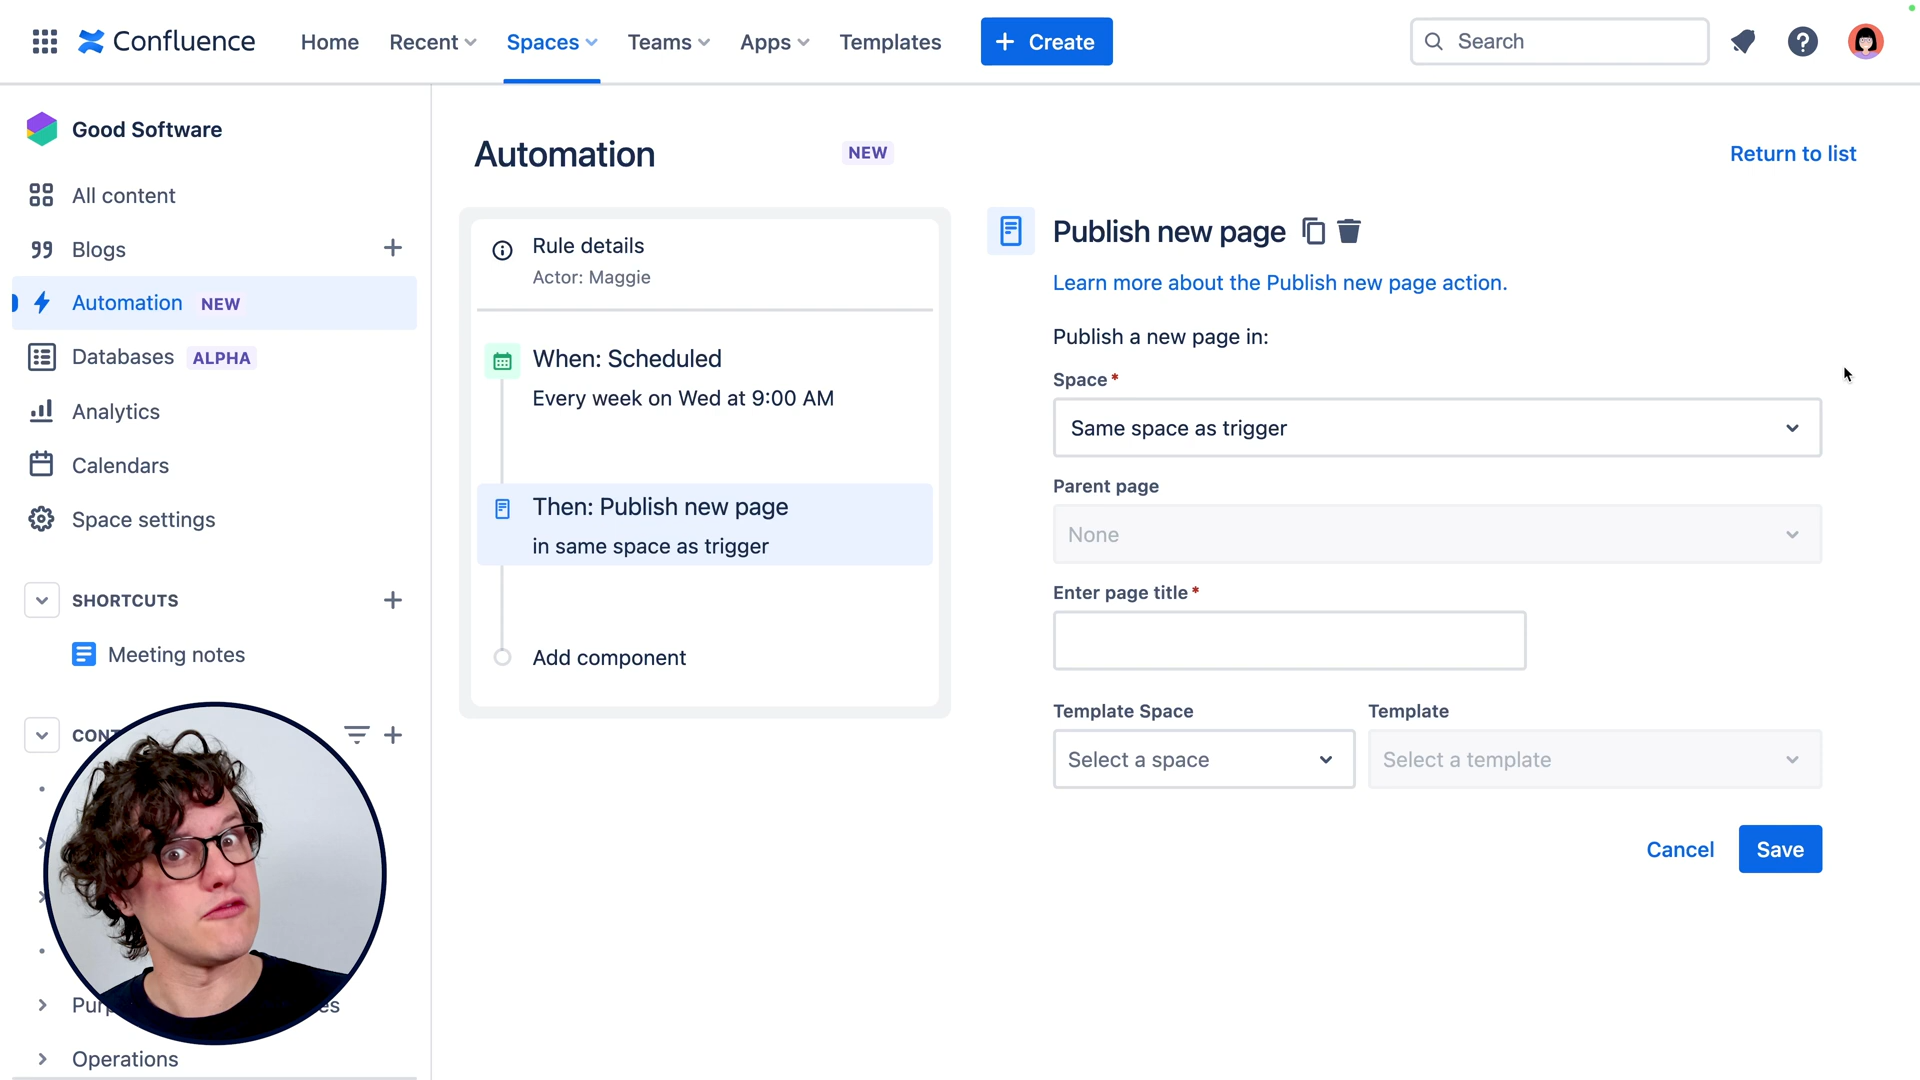 Confluence
Home
Recent
Spaces
Teams
Apps
Templates
+ Create
Search
Good Software
All content
Blogs
Automation NEW
Databases ALPHA
Analytics
Calendars
Space settings
SHORTCUTS
Meeting notes
Operations
Automation NEW
Return to list
Rule details
Actor: Maggie
When: Scheduled
Every week on Wed at 9:00 AM
Then: Publish new page
in same space as trigger
Add component
Publish new page
Learn more about the Publish new page action.
Publish a new page in:
Space *
Same space as trigger
Parent page
None
Enter page title *
Template Space
Template
Select a space
Select a template
Cancel
Save